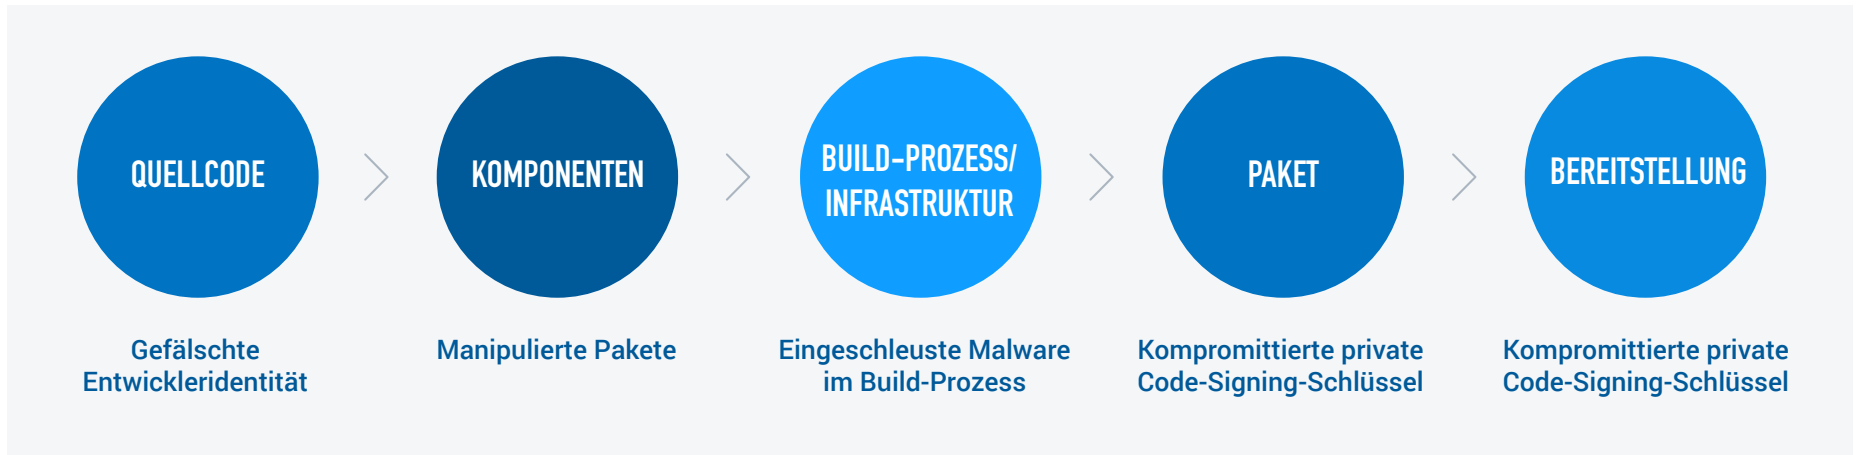 QUELLCODE
KOMPONENTEN
BUILD-PROZESS/
INFRASTRUKTUR
PAKET
BEREITSTELLUNG
Gefälschte
Entwickleridentität
Manipulierte Pakete
Eingeschleuste Malware
im Build-Prozess
Kompromittierte private
Code-Signing-Schlüssel
Kompromittierte private
Code-Signing-Schlüssel